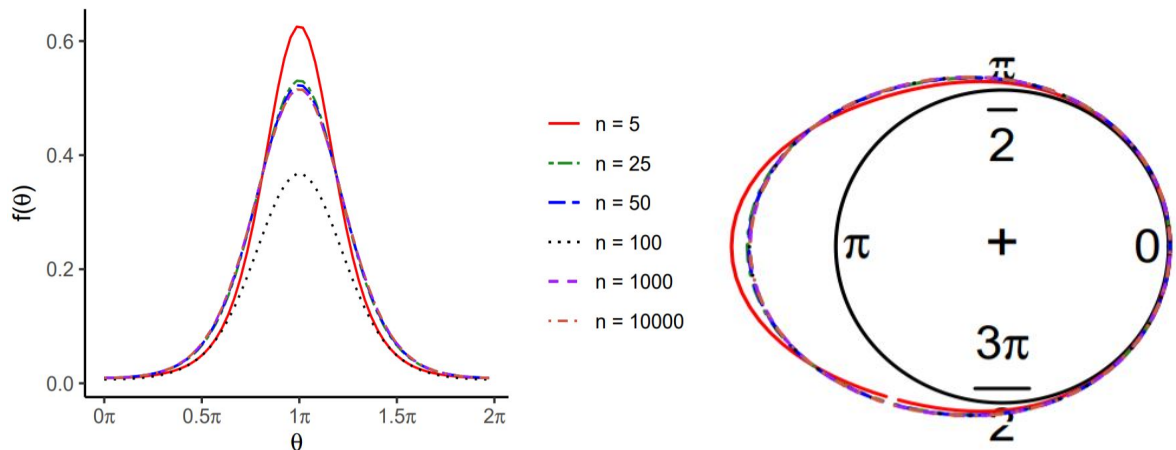 f(θ)
0.6
0.4
0.2
0.0
0π 0.5π 1π 1.5π 2π
θ
n = 5
n = 25
n = 50
n = 100
n = 1000
n = 10000
π
2
π + 0
3π
2